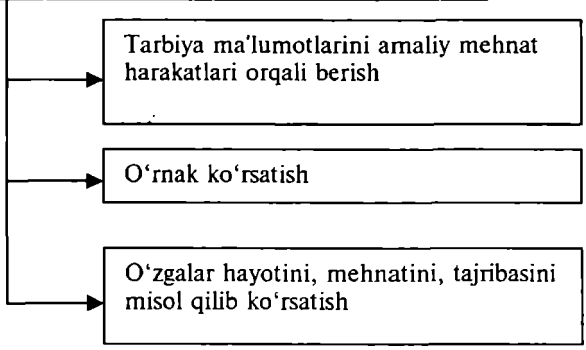 Tarbiya ma'lumotlarini amaliy mehnat
harakatlari orqali berish
O‘rnak ko‘rsatish
O‘zgalar hayotini, mehnatini, tajribasini
misol qilib ko‘rsatish